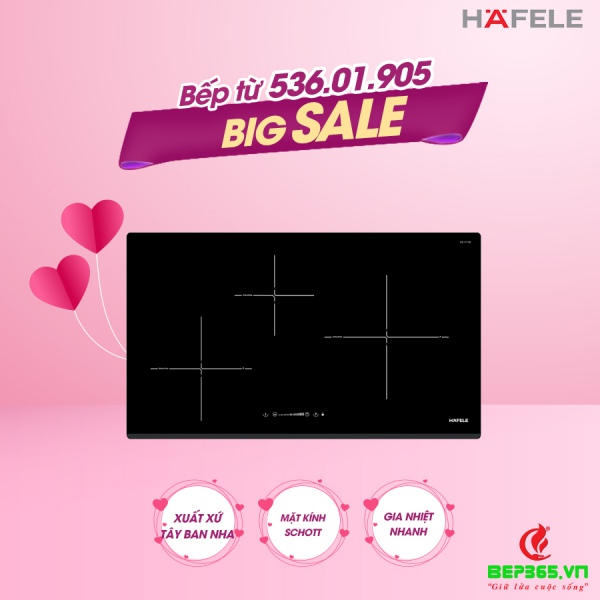 HÄFELE
Bếp từ 536.01.905
BIG SALE
HÄFELE
XUẤT XỨ
TÂY BAN NHA
MẶT KÍNH
SCHOTT
GIA NHIỆT
NHANH
BEP365.VN
"Giữ lửa cuộc sống"